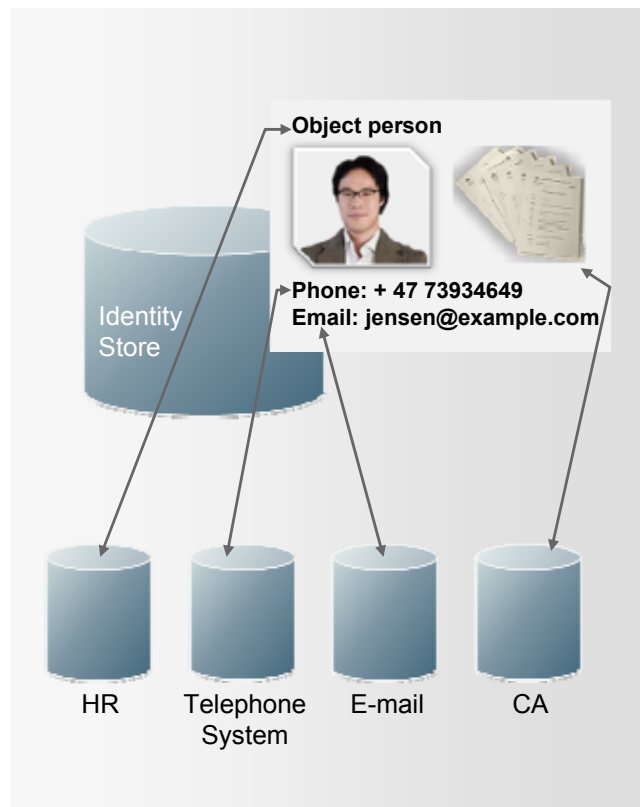 Object person
Phone: + 47 73934649
Email: jensen@example.com
Identity
Store
HR
Telephone
System
E-mail
CA